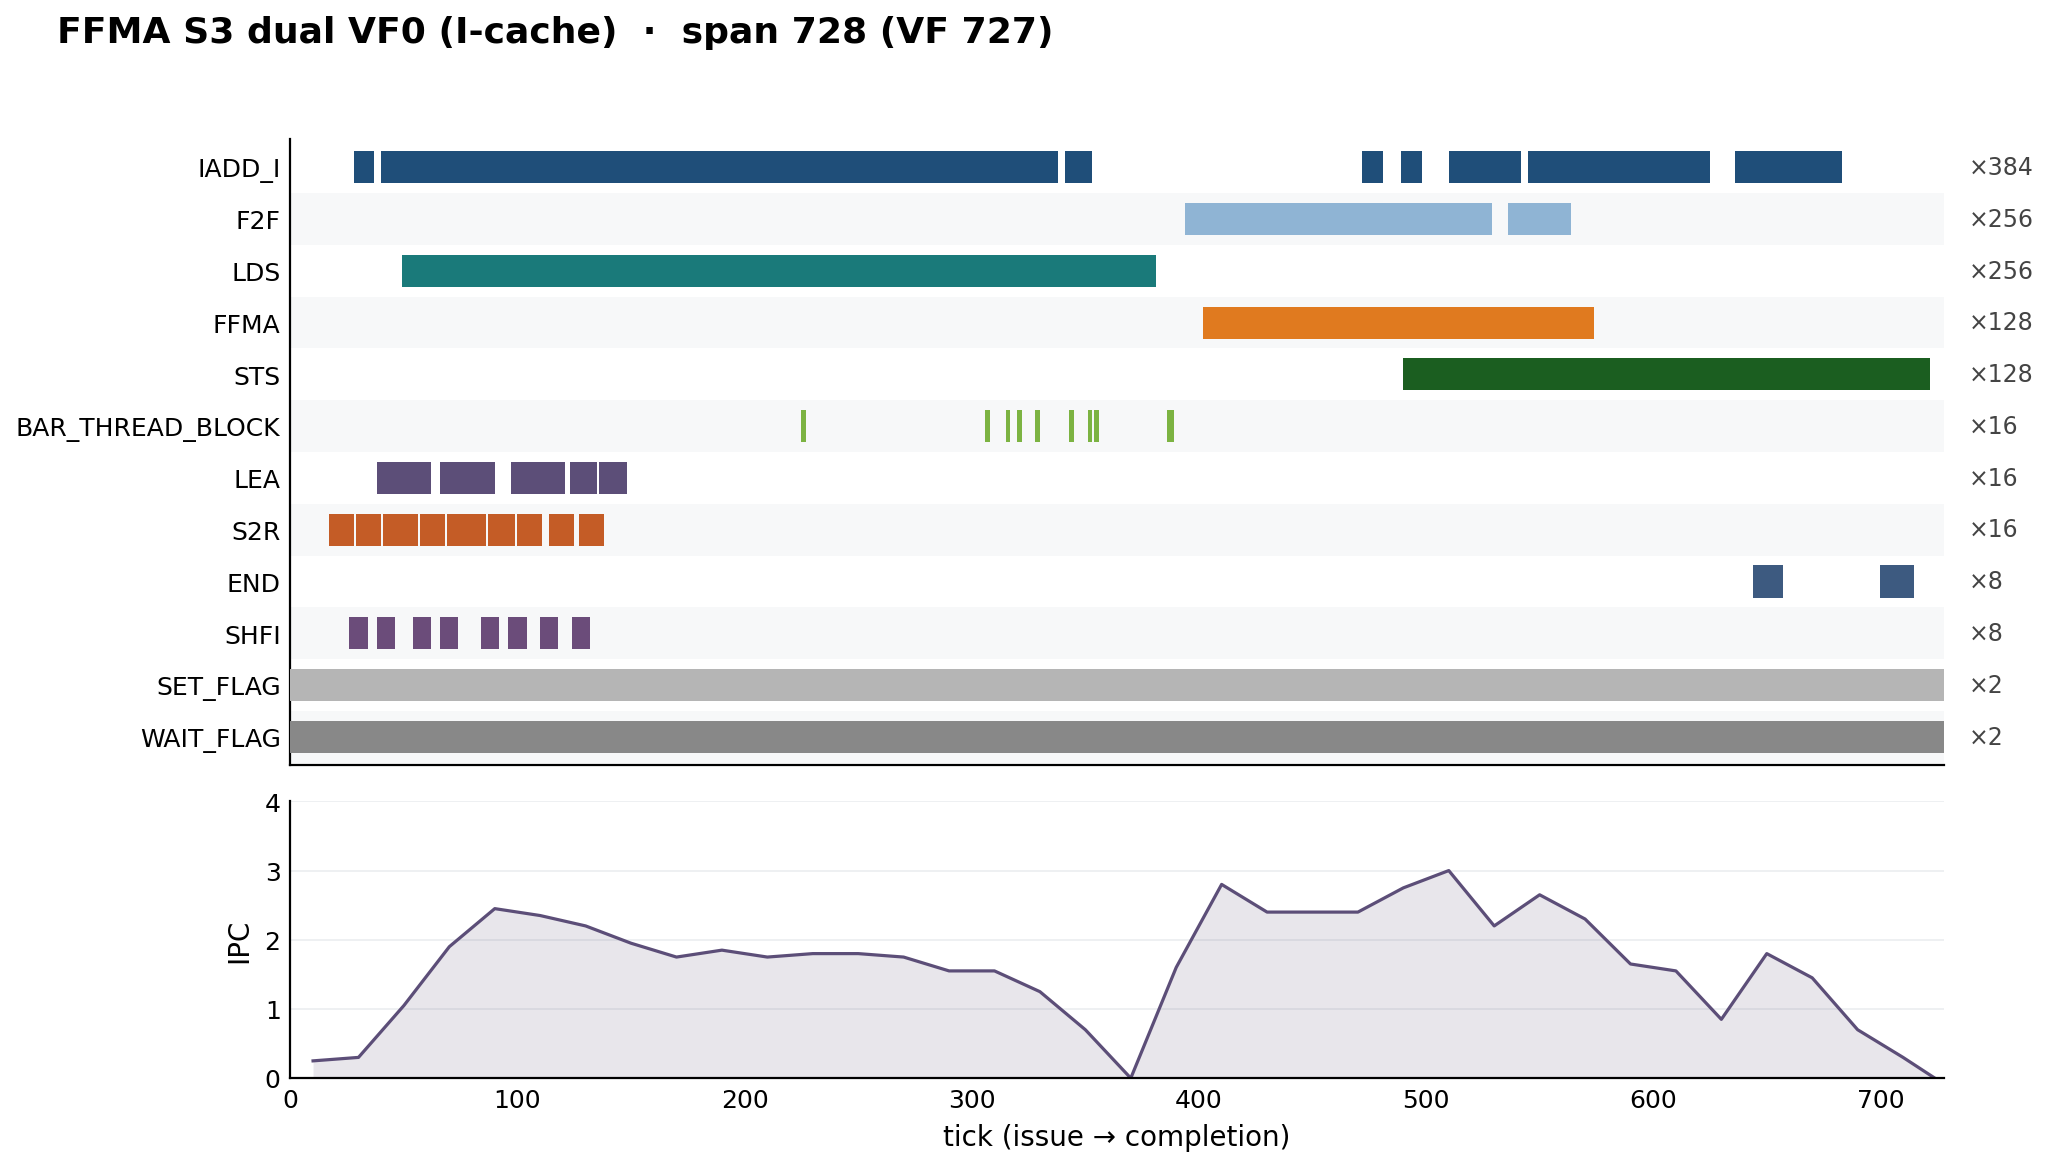 FFMA S3 dual VF0 (I-cache)  ·  span 728 (VF 727)
IADD_I ×384
F2F ×256
LDS ×256
FFMA ×128
STS ×128
BAR_THREAD_BLOCK ×16
LEA ×16
S2R ×16
END ×8
SHFI ×8
SET_FLAG ×2
WAIT_FLAG ×2
4
3
2
1
0
IPC
0 100 200 300 400 500 600 700
tick (issue → completion)